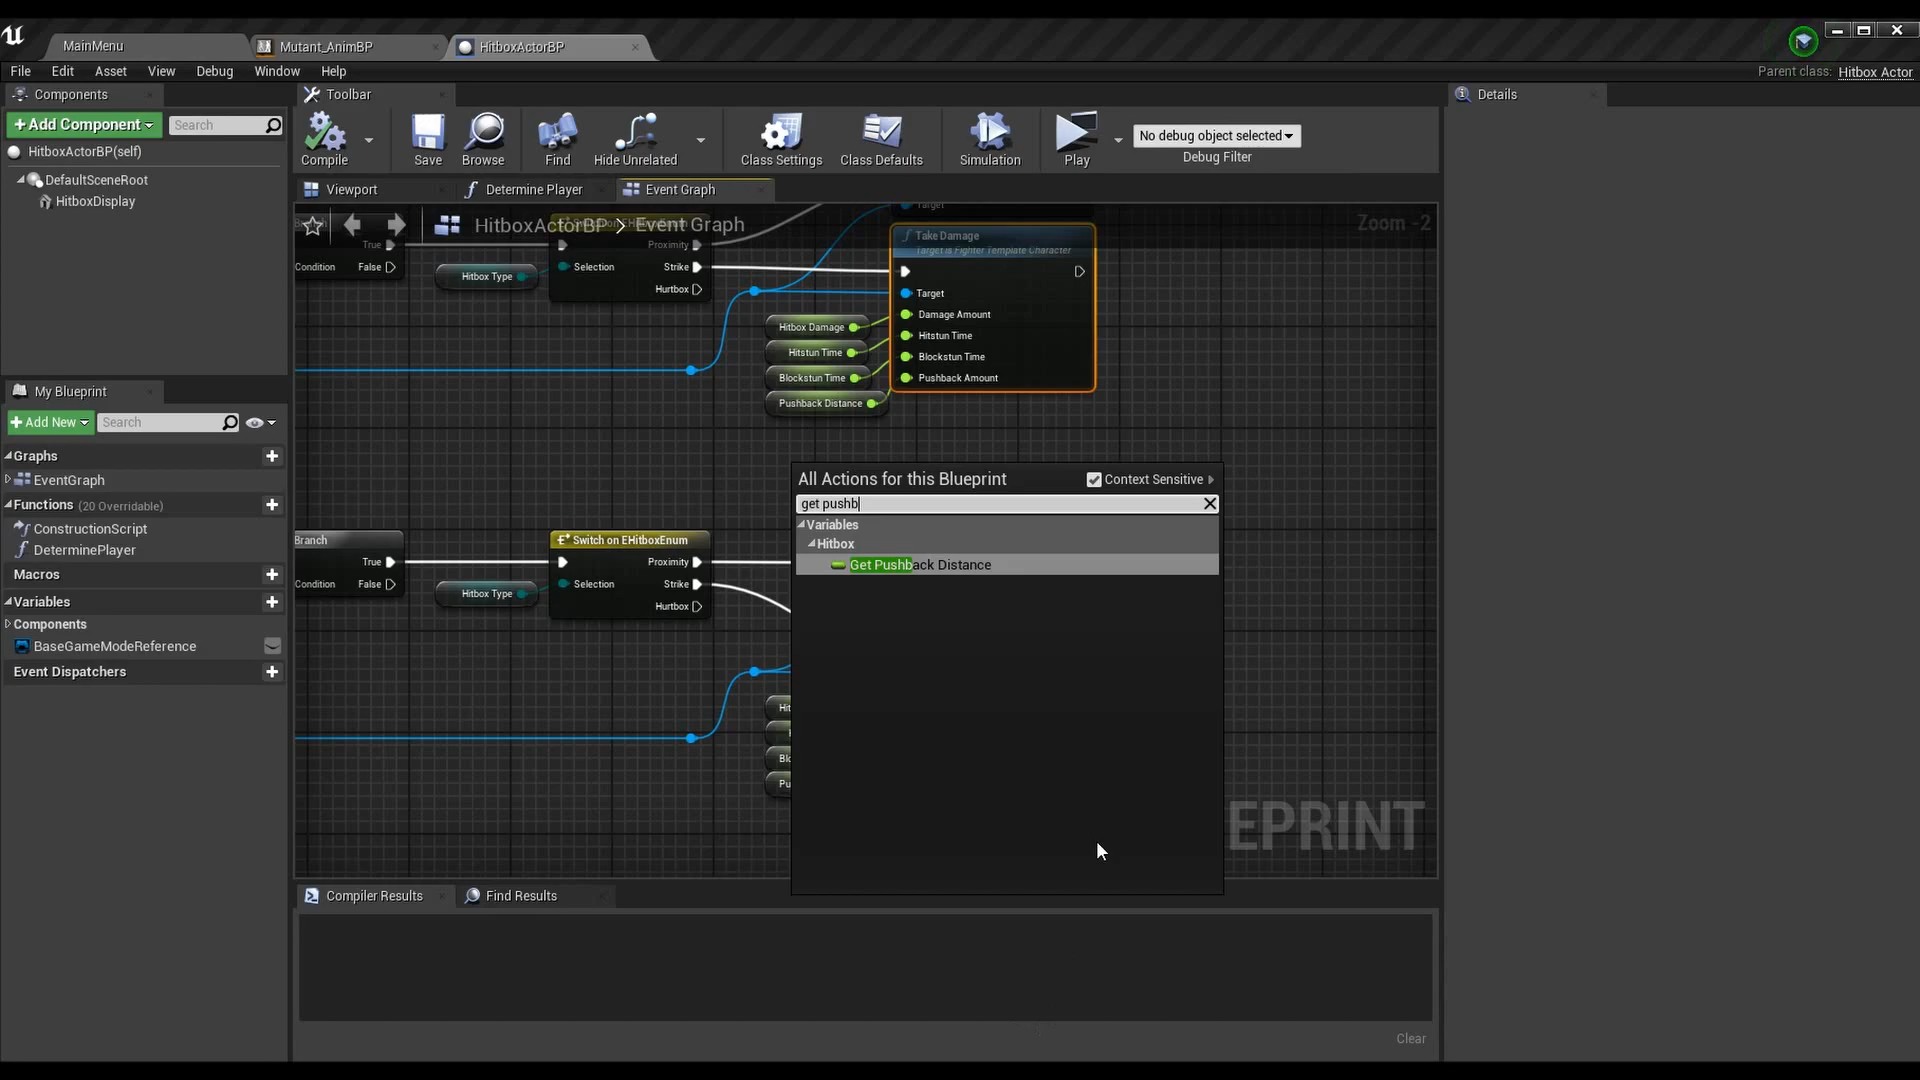 MainMenu
Mutant_AnimBP
HitboxActorBP
File Edit Asset View Debug Window Help
Parent class: Hitbox Actor
Components
Toolbar
Details
+ Add Component
Search
HitboxActorBP(self)
DefaultSceneRoot
HitboxDisplay
Compile
Save
Browse
Find
Hide Unrelated
Class Settings
Class Defaults
Simulation
Play
No debug object selected
Debug Filter
Viewport
Determine Player
Event Graph
HitboxActorBP > Event Graph
Zoom -2
True
Condition False
Hitbox Type
Selection
Proximity
Strike
Hurtbox
Target
Take Damage
Target is Fighter Template Character
Target
Damage Amount
Hitstun Time
Blockstun Time
Pushback Amount
Hitbox Damage
Hitstun Time
Blockstun Time
Pushback Distance
My Blueprint
+ Add New
Search
Graphs
EventGraph
Functions (20 Overridable)
ConstructionScript
DeterminePlayer
Macros
Variables
Components
BaseGameModeReference
Event Dispatchers
All Actions for this Blueprint
Context Sensitive
get pushb
Variables
Hitbox
Get Pushback Distance
Branch
True
Condition False
Hitbox Type
Switch on EHitboxEnum
Selection
Proximity
Strike
Hurtbox
Hit
Blo
Pu
EPRINT
Compiler Results
Find Results
Clear